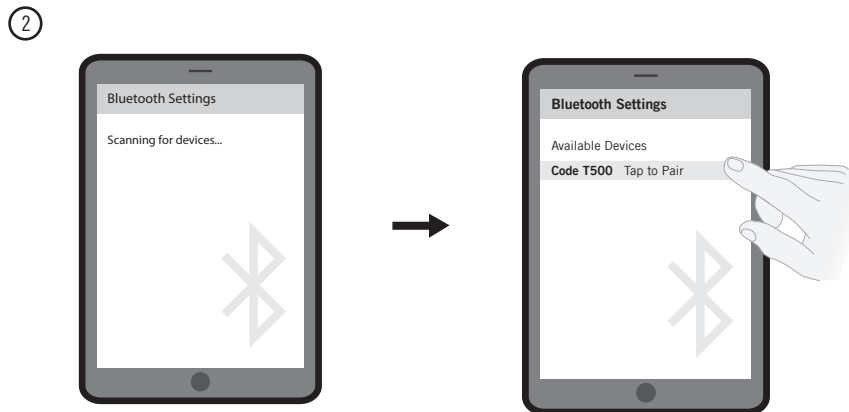 2
Bluetooth Settings
Scanning for devices...
Bluetooth Settings
Available Devices
Code T500 Tap to Pair